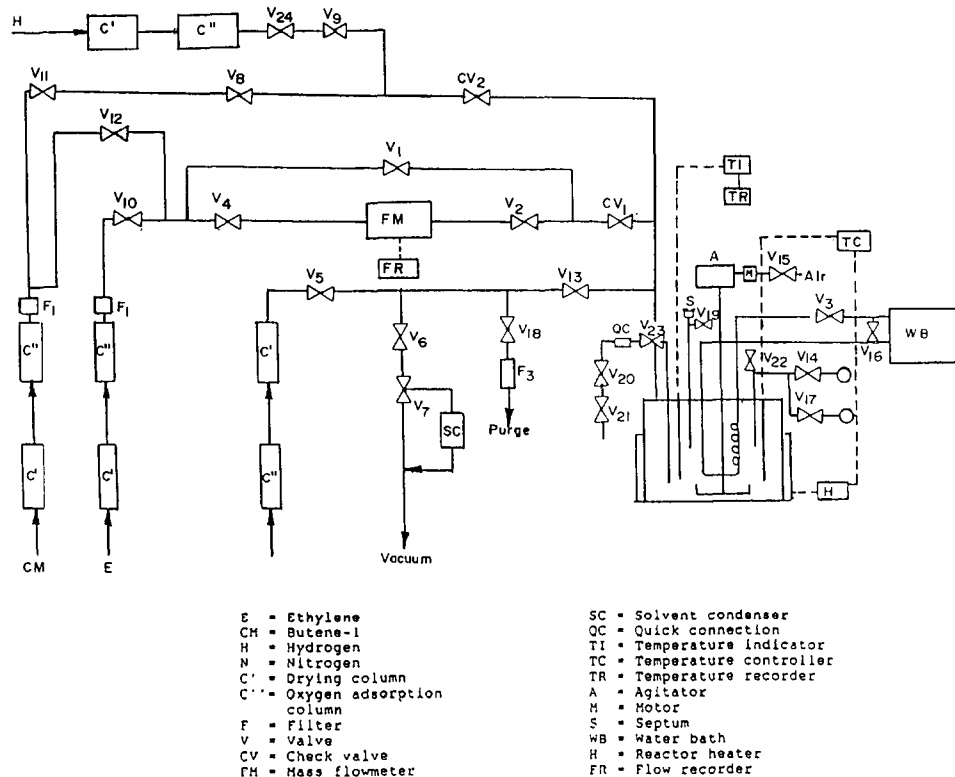 H
C'
C"
V24
V9
V11
V8
CV2
V12
V1
TI
TR
V10
V4
FM
V2
CV1
FR
TC
A
M
V15
Air
V5
V13
S
V19
V3
WB
F1
F1
C"
C"
C'
V6
V18
QC
V23
V16
V22
V14
V20
V17
V7
F3
SC
V21
Purge
C'
C'
C"
H
Vacuum
CM
E
E = Ethylene
CM = Butene-1
H = Hydrogen
N = Nitrogen
C' = Drying column
C''= Oxygen adsorption
column
F = Filter
V = Valve
CV = Check valve
FM = Mass flowmeter
SC = Solvent condenser
QC = Quick connection
TI = Temperature indicator
TC = Temperature controller
TR = Temperature recorder
A = Agitator
M = Motor
S = Septum
WB = Water bath
H = Reactor heater
FR = Flow recorder